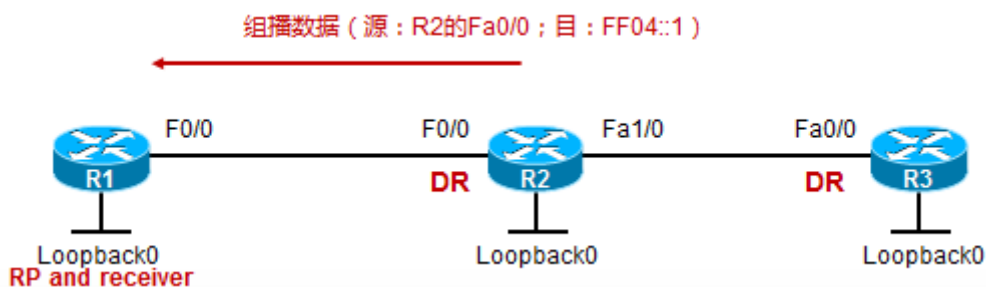 组播数据（源：R2的Fa0/0；目：FF04::1）
F0/0 F0/0 Fa1/0 Fa0/0
R1 DR R2 DR R3
Loopback0 Loopback0 Loopback0
RP and receiver